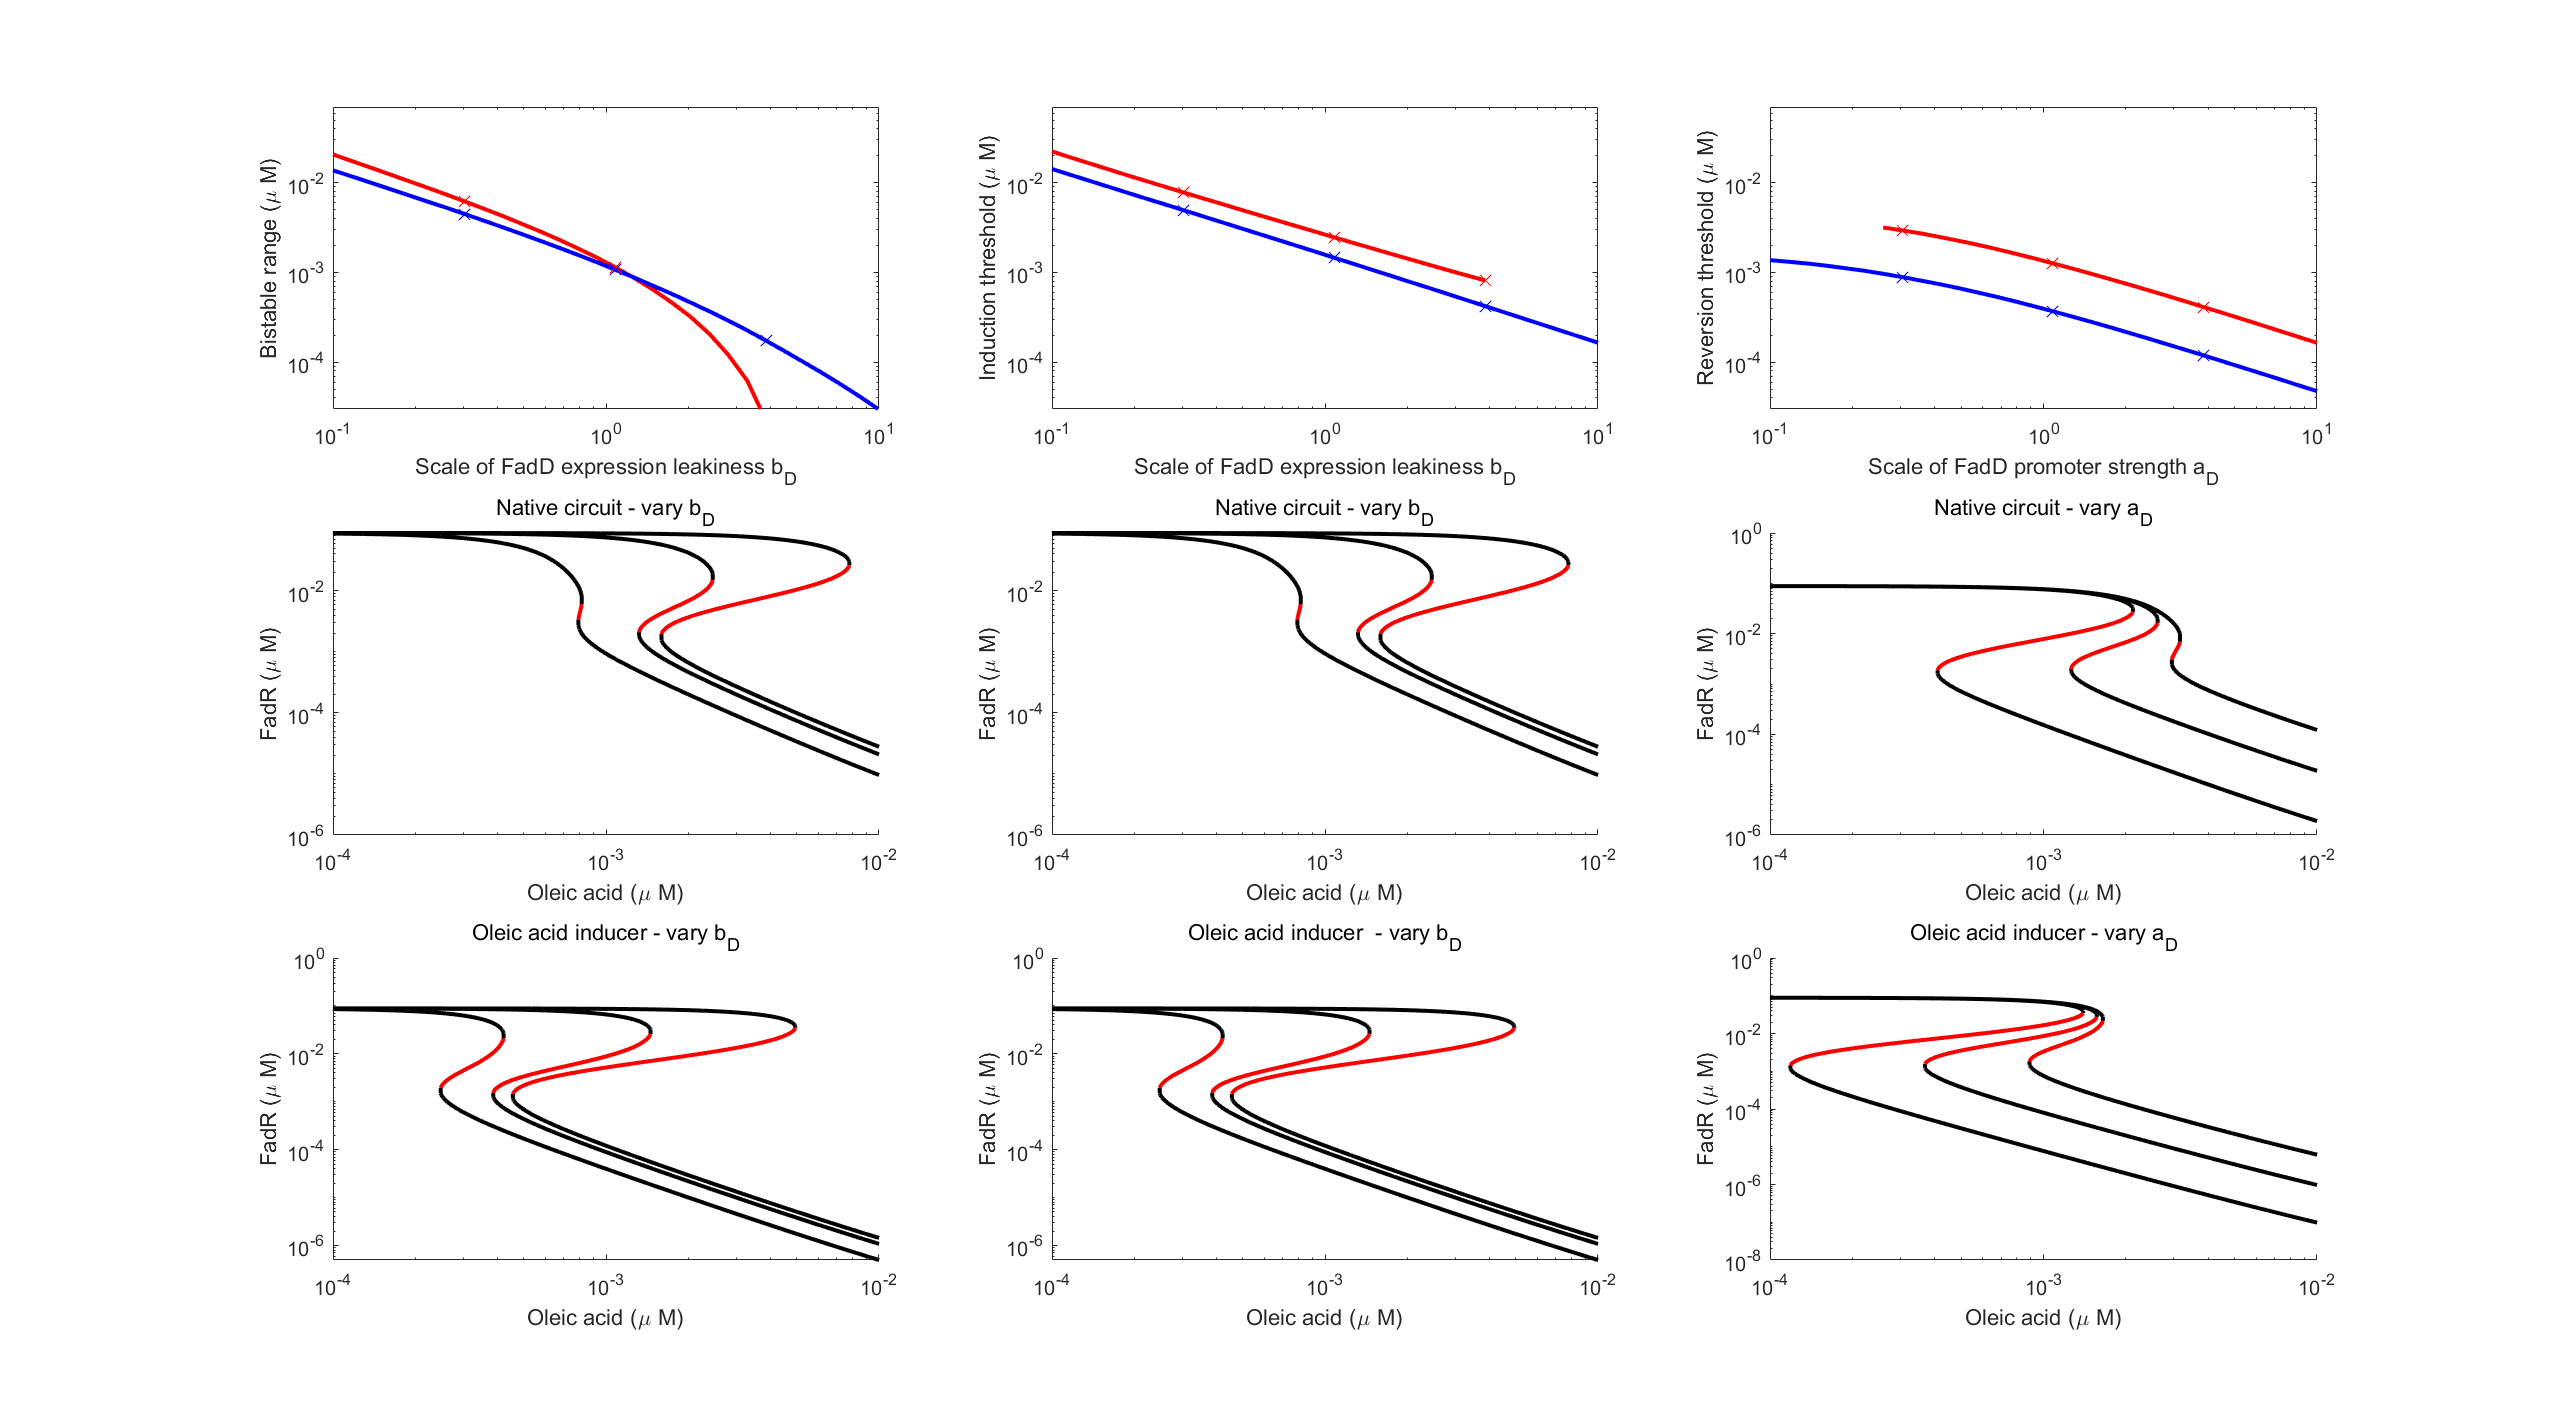 Bistable range (μ M)
10^-2
10^-3
10^-4
10^-1
10^0
10^1
Scale of FadD expression leakiness b_D
Induction threshold (μ M)
10^-2
10^-3
10^-4
10^-1
10^0
10^1
Scale of FadD expression leakiness b_D
Reversion threshold (μ M)
10^-2
10^-3
10^-4
10^-1
10^0
10^1
Scale of FadD promoter strength a_D
Native circuit - vary b_D
FadR (μ M)
10^-2
10^-4
10^-6
10^-4
10^-3
10^-2
Oleic acid (μ M)
Native circuit - vary b_D
FadR (μ M)
10^-2
10^-4
10^-6
10^-4
10^-3
10^-2
Oleic acid (μ M)
Native circuit - vary a_D
FadR (μ M)
10^0
10^-2
10^-4
10^-6
10^-4
10^-3
10^-2
Oleic acid (μ M)
Oleic acid inducer - vary b_D
FadR (μ M)
10^0
10^-2
10^-4
10^-6
10^-4
10^-3
10^-2
Oleic acid (μ M)
Oleic acid inducer - vary b_D
FadR (μ M)
10^0
10^-2
10^-4
10^-6
10^-4
10^-3
10^-2
Oleic acid (μ M)
Oleic acid inducer - vary a_D
FadR (μ M)
10^0
10^-2
10^-4
10^-6
10^-8
10^-4
10^-3
10^-2
Oleic acid (μ M)